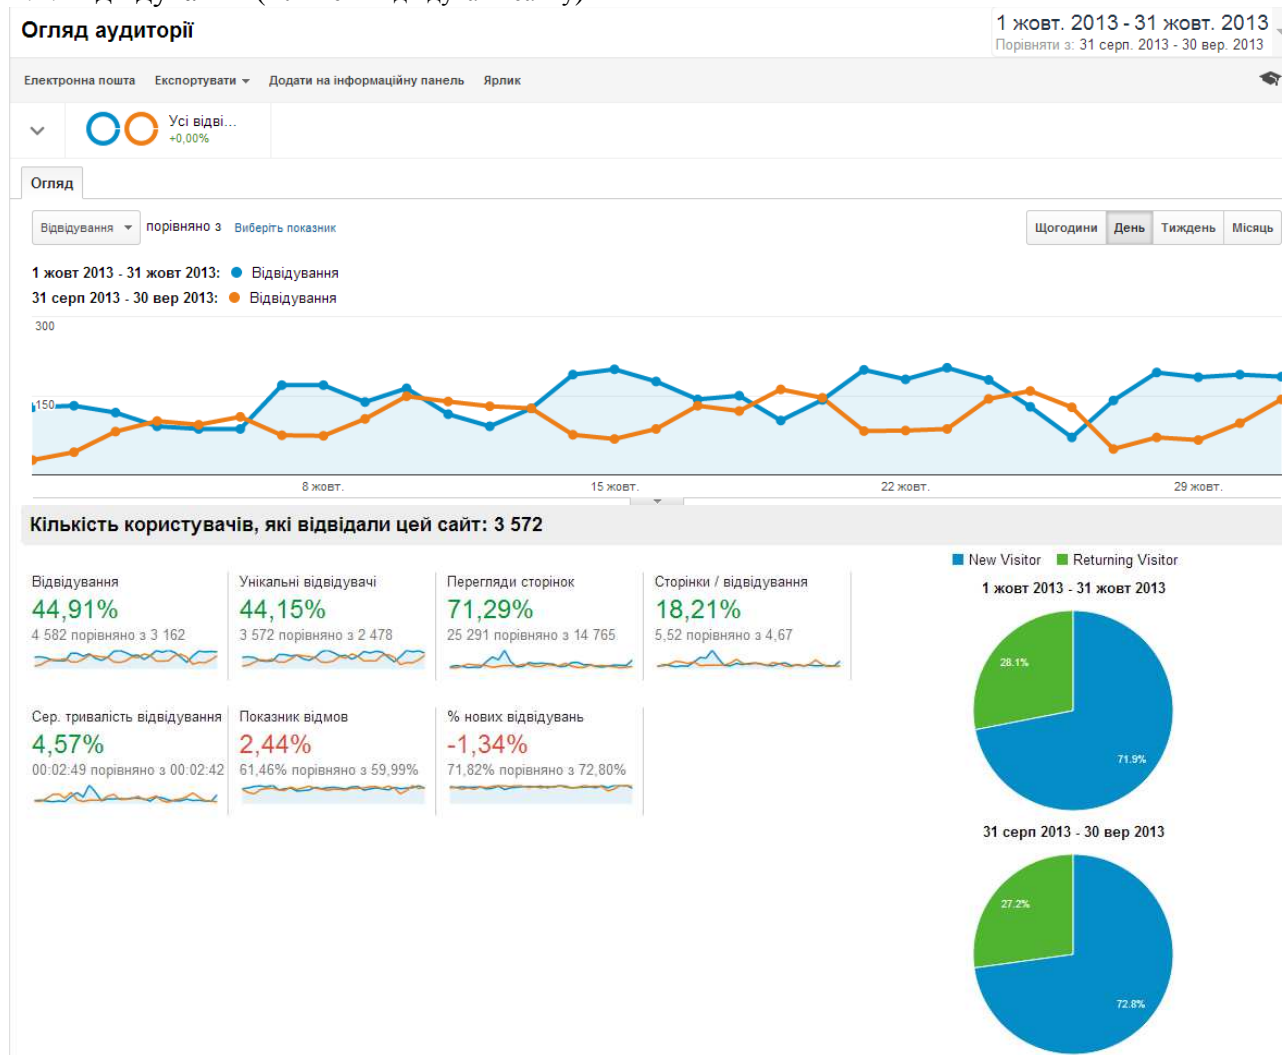 Огляд аудиторії
1 жовт. 2013 - 31 жовт. 2013
Порівняти з: 31 серп. 2013 - 30 вер. 2013
Електронна пошта Експортувати Додати на інформаційну панель Ярлик
Усі відві...
+0,00%
Огляд
Відвідування порівняно з Виберіть показник
Щогодини День Тиждень Місяць
1 жовт 2013 - 31 жовт 2013: Відвідування
31 серп 2013 - 30 вер 2013: Відвідування
300
150
8 жовт. 15 жовт. 22 жовт. 29 жовт.
Кількість користувачів, які відвідали цей сайт: 3 572
Відвідування
44,91%
4 582 порівняно з 3 162
Унікальні відвідувачі
44,15%
3 572 порівняно з 2 478
Перегляди сторінок
71,29%
25 291 порівняно з 14 765
Сторінки / відвідування
18,21%
5,52 порівняно з 4,67
Сер. тривалість відвідування
4,57%
00:02:49 порівняно з 00:02:42
Показник відмов
2,44%
61,46% порівняно з 59,99%
% нових відвідувань
-1,34%
71,82% порівняно з 72,80%
New Visitor Returning Visitor
1 жовт 2013 - 31 жовт 2013
28.1%
71.9%
31 серп 2013 - 30 вер 2013
27.2%
72.8%